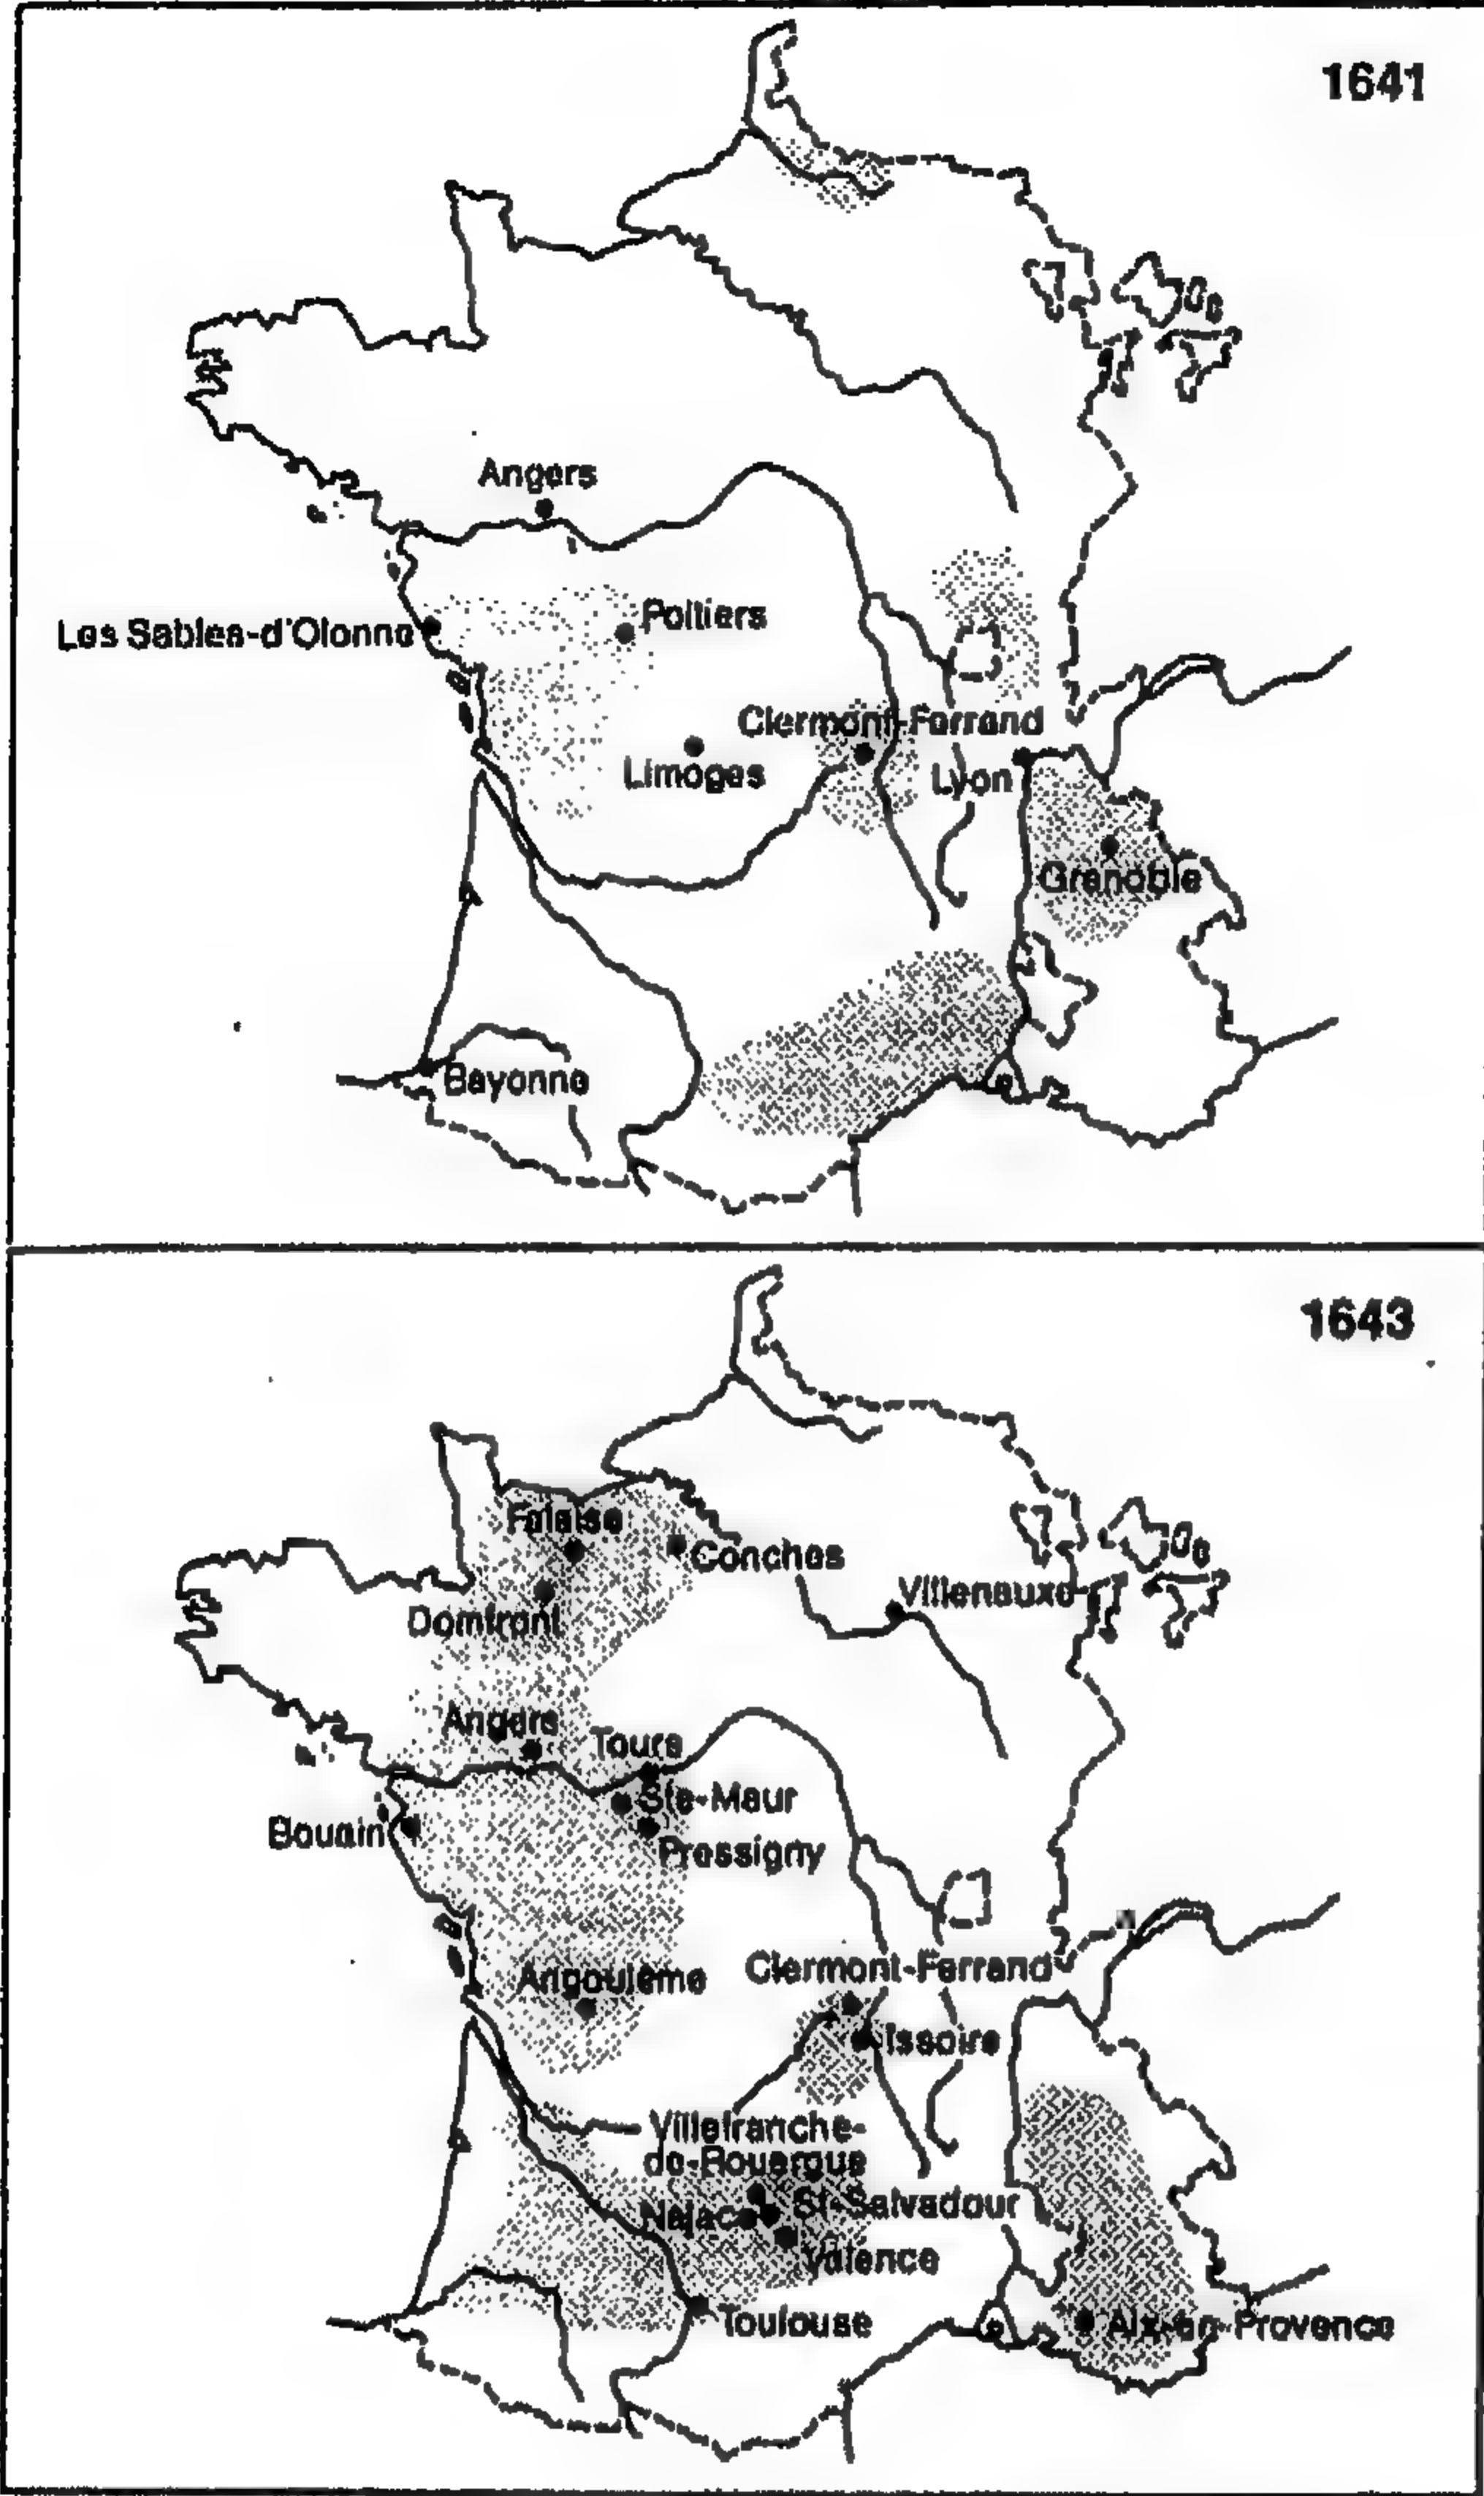 1641
Angers
Les Sables-d'Olonne
Poitiers
Clermont-Ferrand
Limoges
Lyon
Grenoble
Bayonne
1643
Falaise
Conches
Villenauxe
Domfront
Angers
Tours
Ste-Maur
Bouin
Pressigny
Angoulême
Clermont-Ferrand
Issoire
Villefranche-
de-Rouergue
Najac
St-Salvadour
Valence
Toulouse
Aix-en-Provence